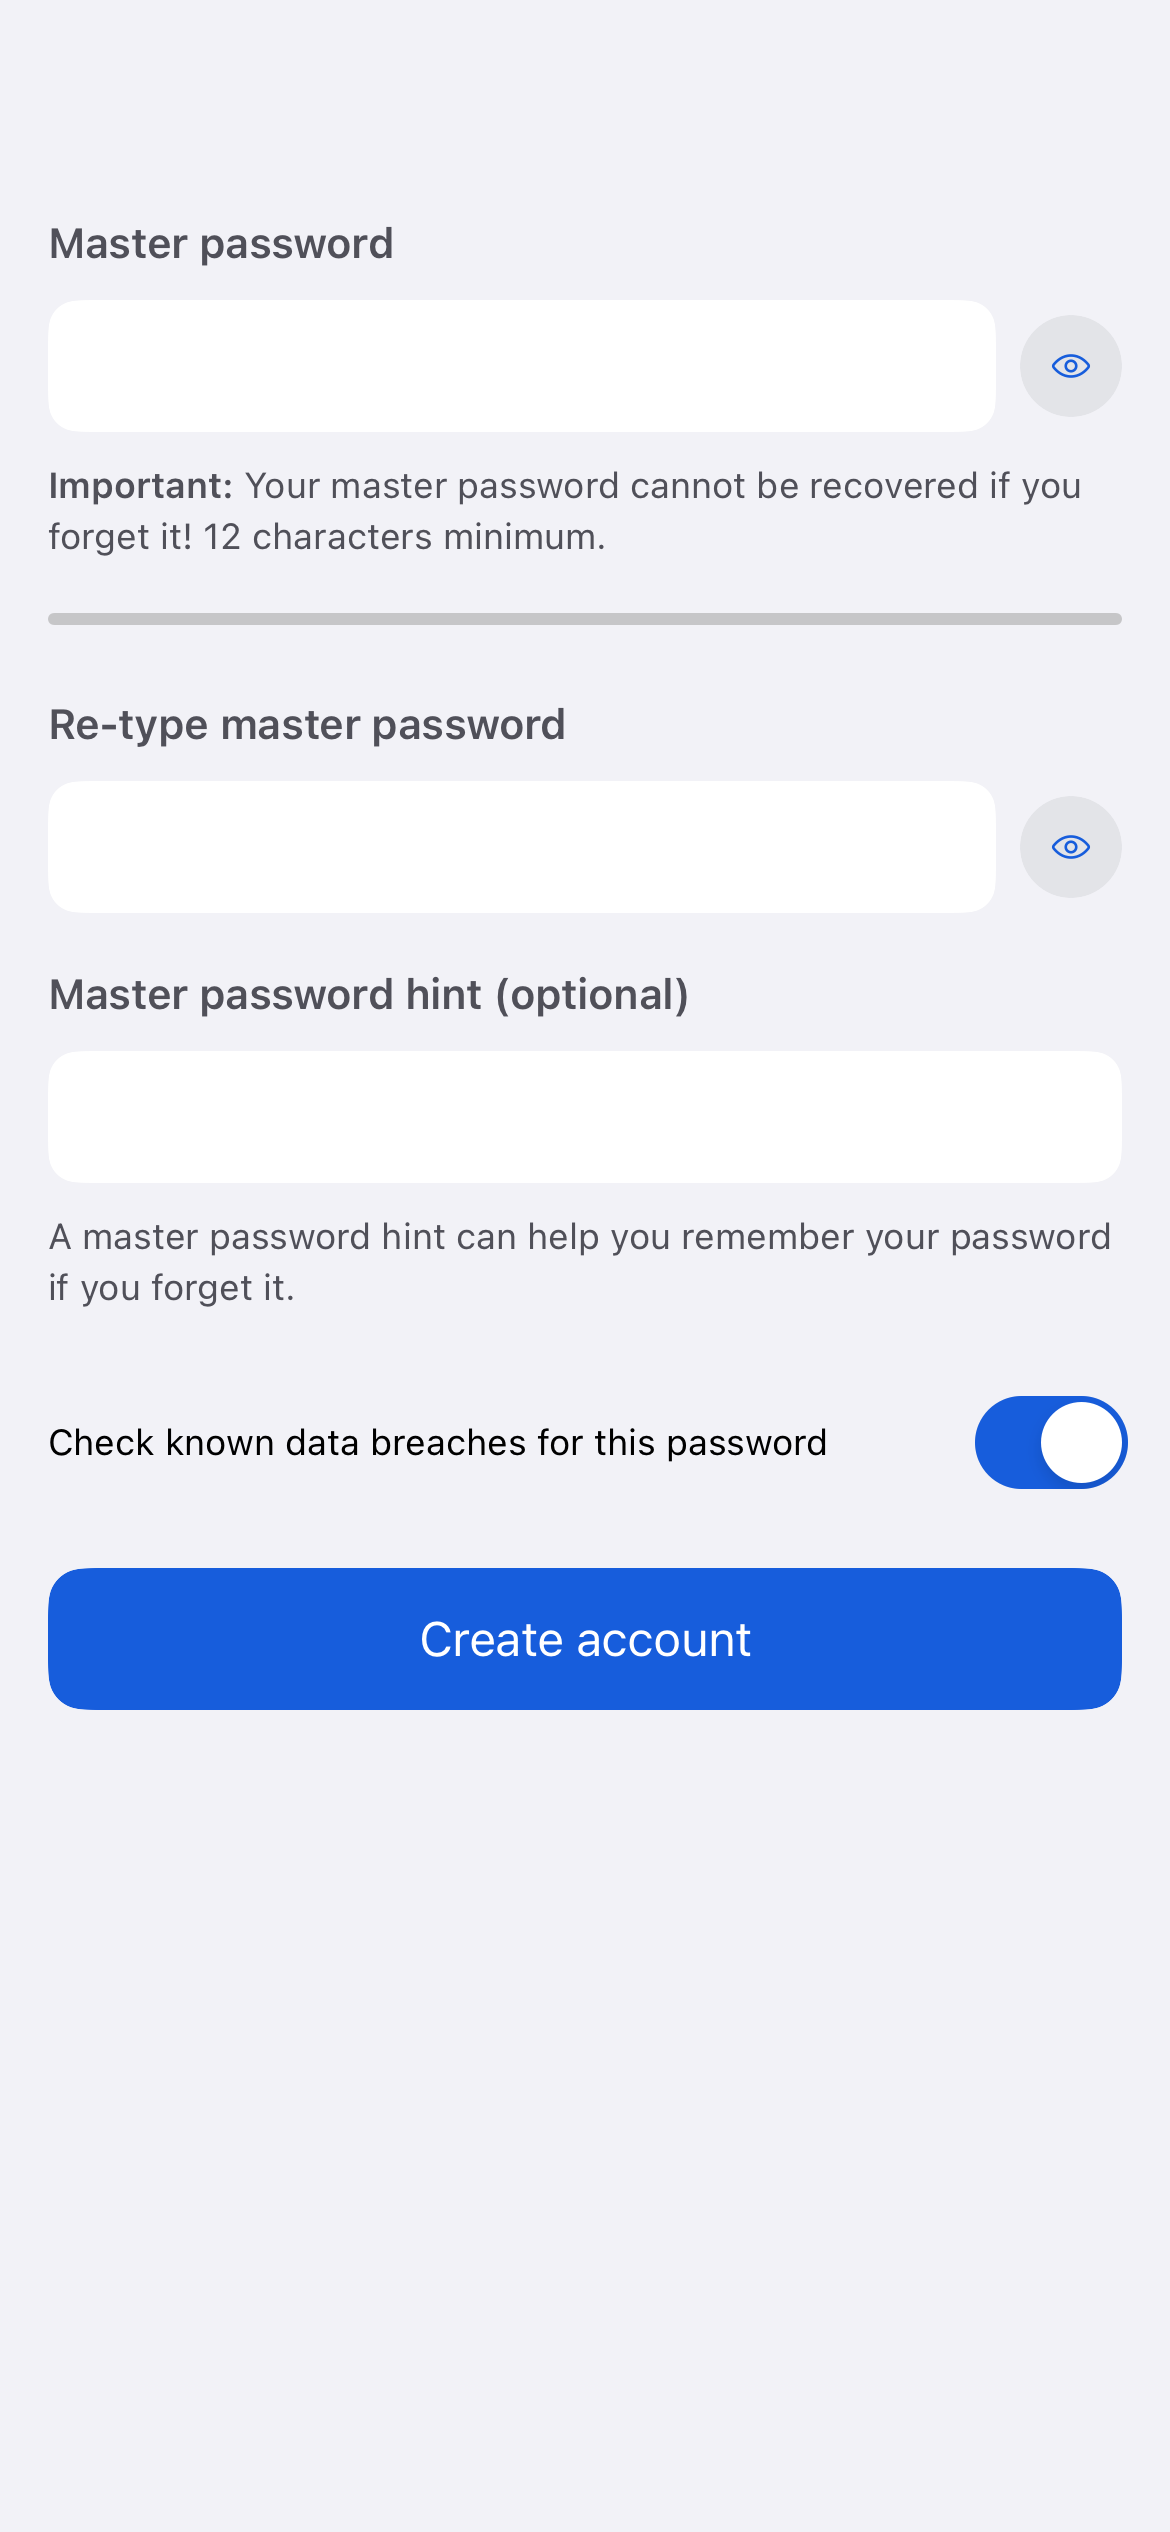 Master password
Important: Your master password cannot be recovered if you
forget it! 12 characters minimum.
Re-type master password
Master password hint (optional)
A master password hint can help you remember your password
if you forget it.
Check known data breaches for this password
Create account